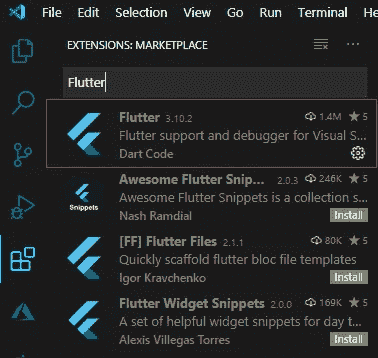 File Edit Selection View Go Run Terminal He
EXTENSIONS: MARKETPLACE
Flutter
Flutter 3.10.2 1.4M 5
Flutter support and debugger for Visual S...
Dart Code
Awesome Flutter Snip... 2.0.3 246K 5
Awesome Flutter Snippets is a collection s...
Nash Ramdial Install
Snippets
[FF] Flutter Files 2.1.1 80K 5
Quickly scaffold flutter bloc file templates
Igor Kravchenko Install
Flutter Widget Snippets 2.0.0 169K 5
A set of helpful widget snippets for day t...
Alexis Villegas Torres Install